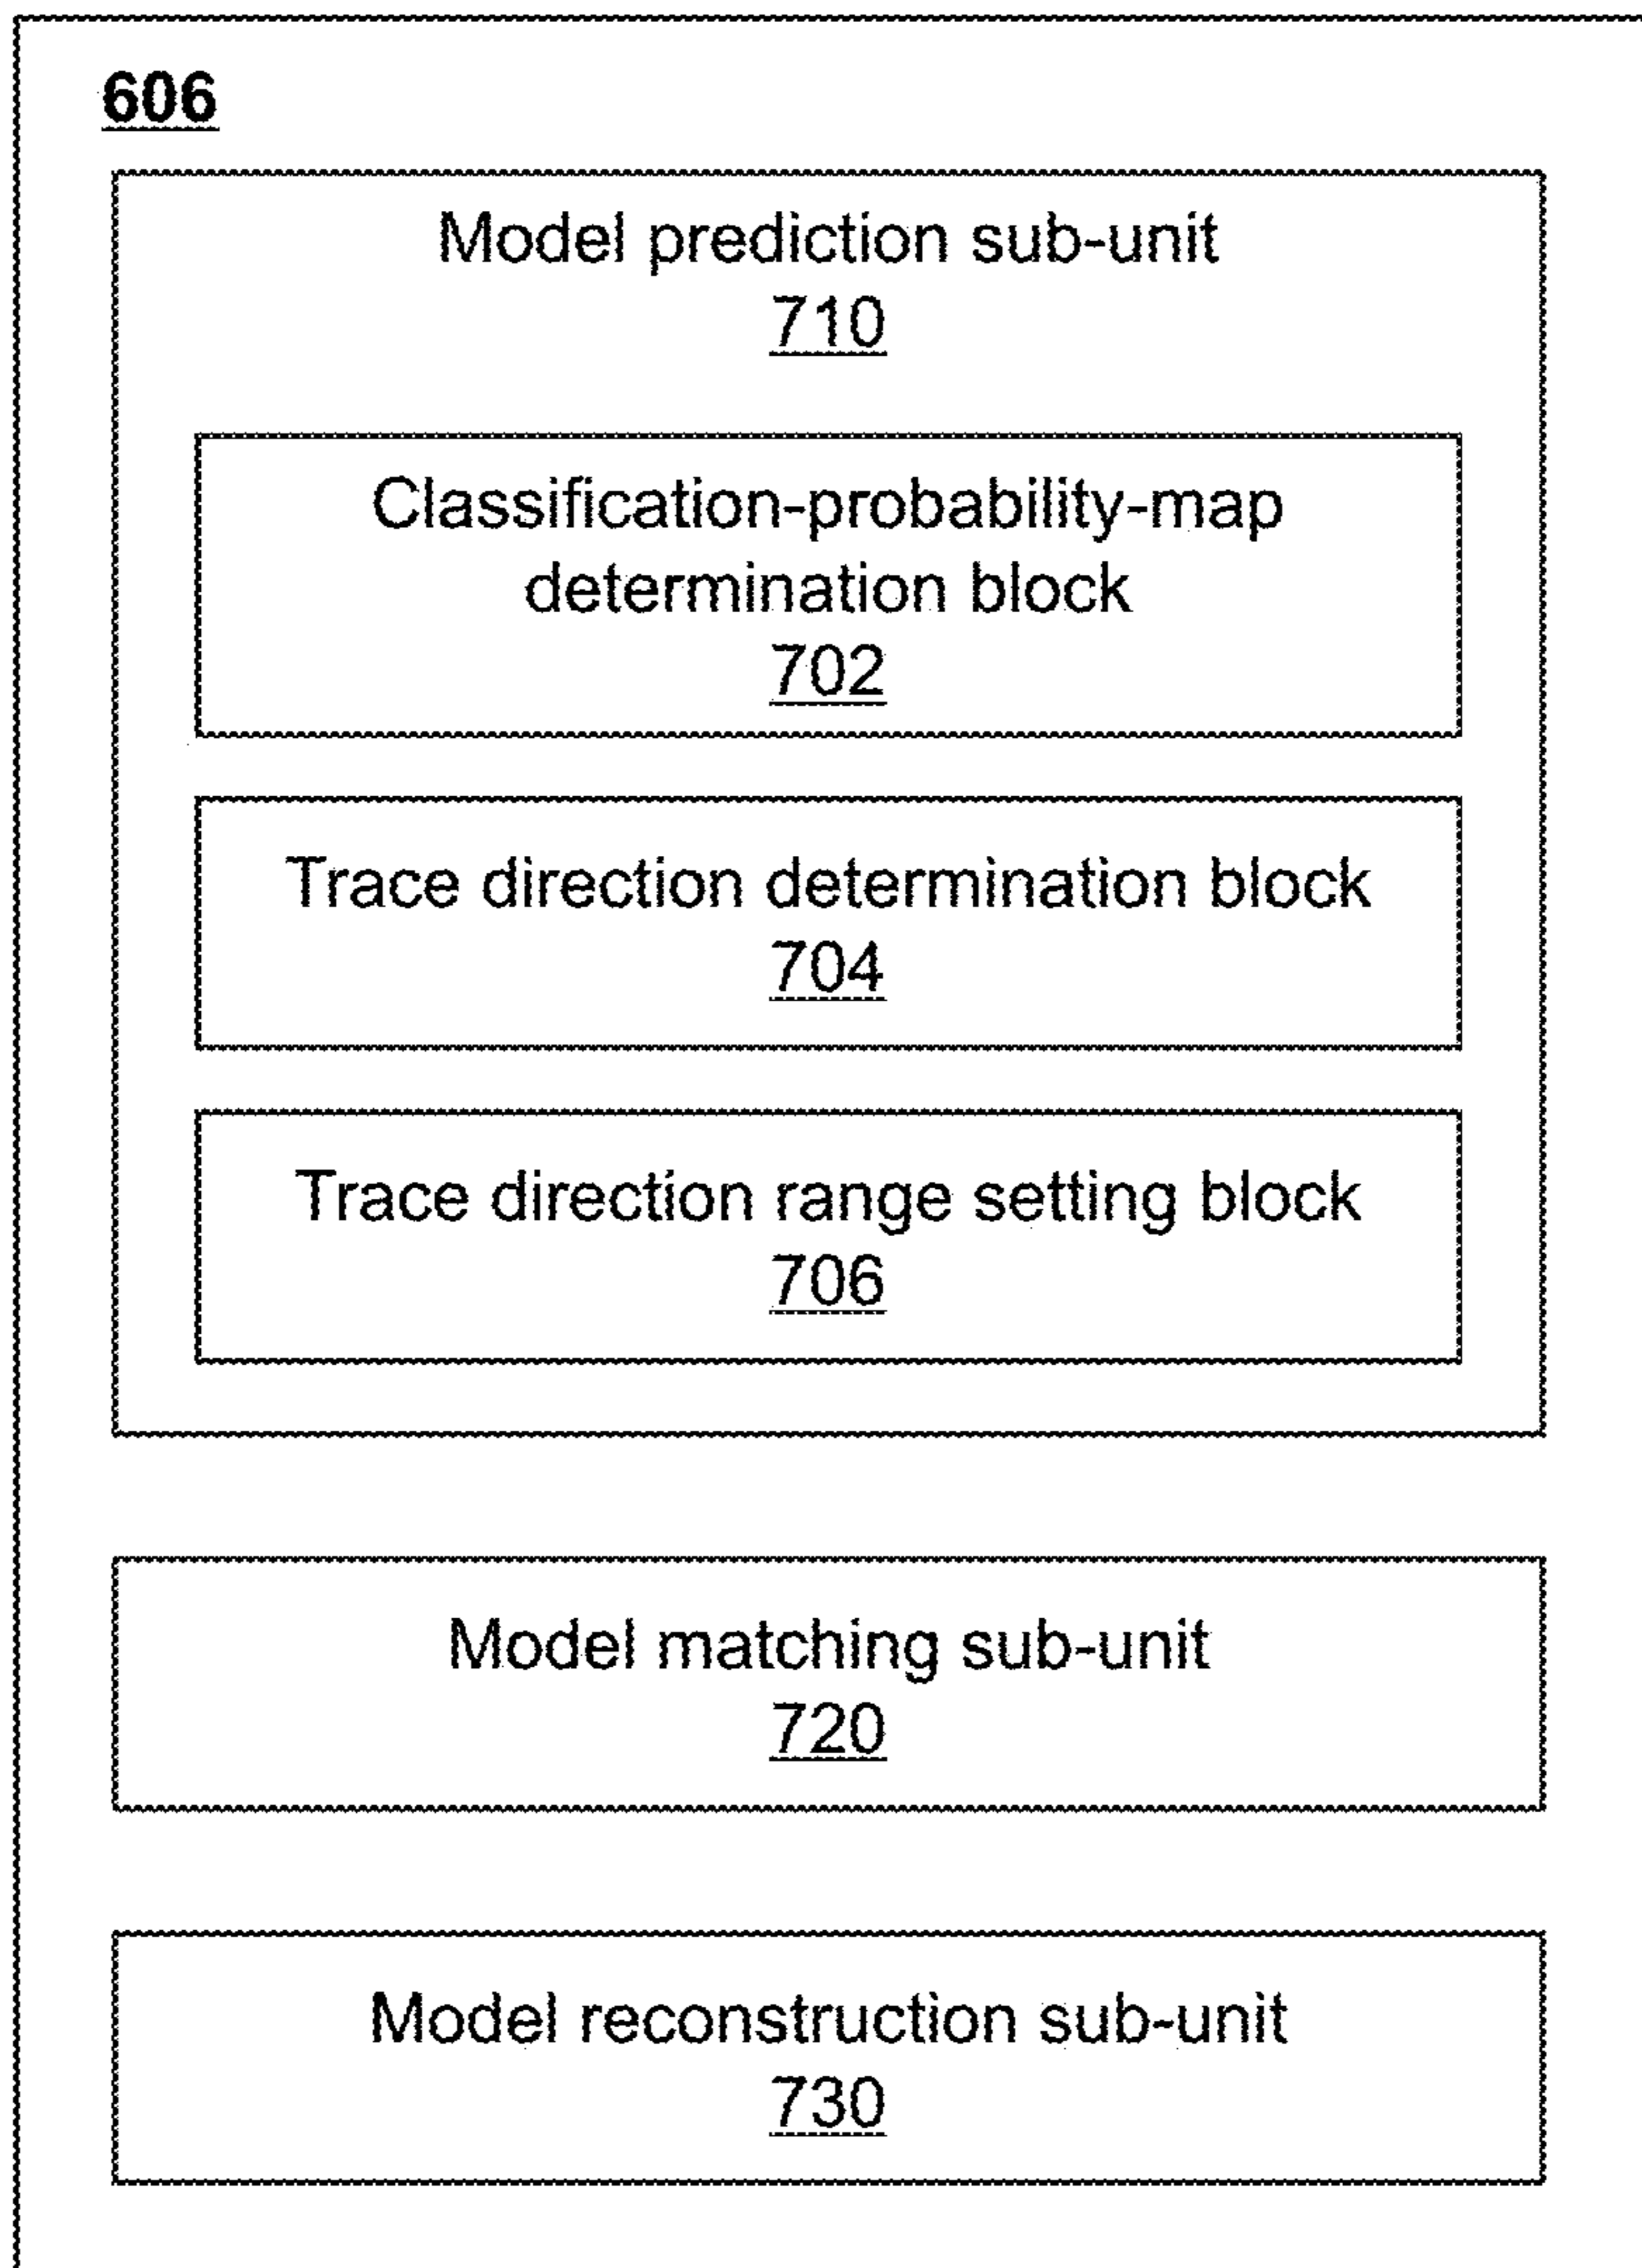 606
Model prediction sub-unit
710
Classification-probability-map
determination block
702
Trace direction determination block
704
Trace direction range setting block
706
Model matching sub-unit
720
Model reconstruction sub-unit
730